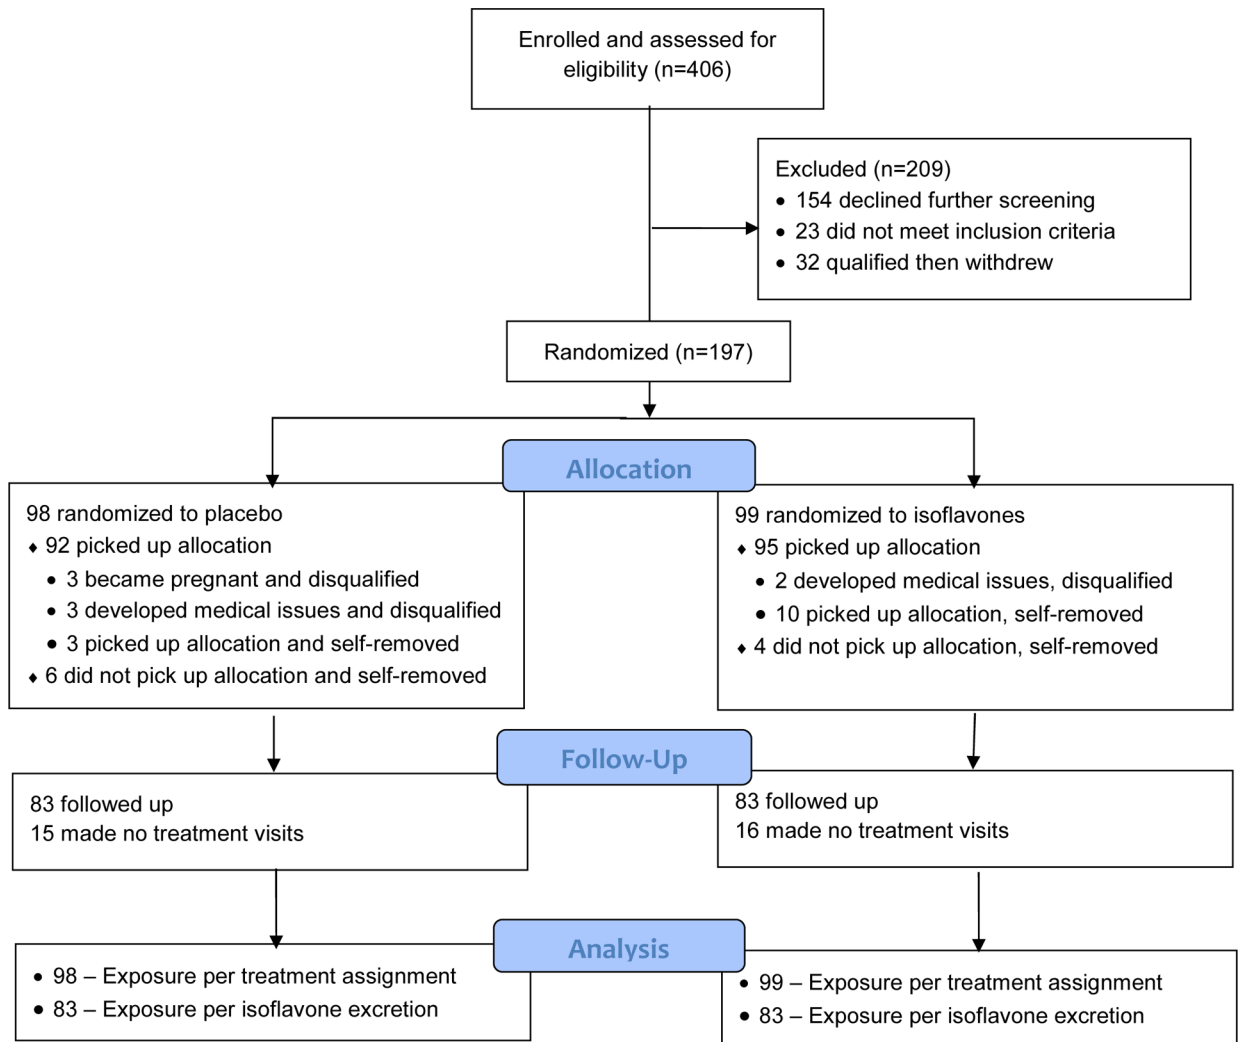 Enrolled and assessed for
eligibility (n=406)
Excluded (n=209)
• 154 declined further screening
• 23 did not meet inclusion criteria
• 32 qualified then withdrew
Randomized (n=197)
Allocation
98 randomized to placebo
♦ 92 picked up allocation
• 3 became pregnant and disqualified
• 3 developed medical issues and disqualified
• 3 picked up allocation and self-removed
♦ 6 did not pick up allocation and self-removed
99 randomized to isoflavones
♦ 95 picked up allocation
• 2 developed medical issues, disqualified
• 10 picked up allocation, self-removed
♦ 4 did not pick up allocation, self-removed
Follow-Up
83 followed up
15 made no treatment visits
83 followed up
16 made no treatment visits
Analysis
• 98 – Exposure per treatment assignment
• 83 – Exposure per isoflavone excretion
• 99 – Exposure per treatment assignment
• 83 – Exposure per isoflavone excretion